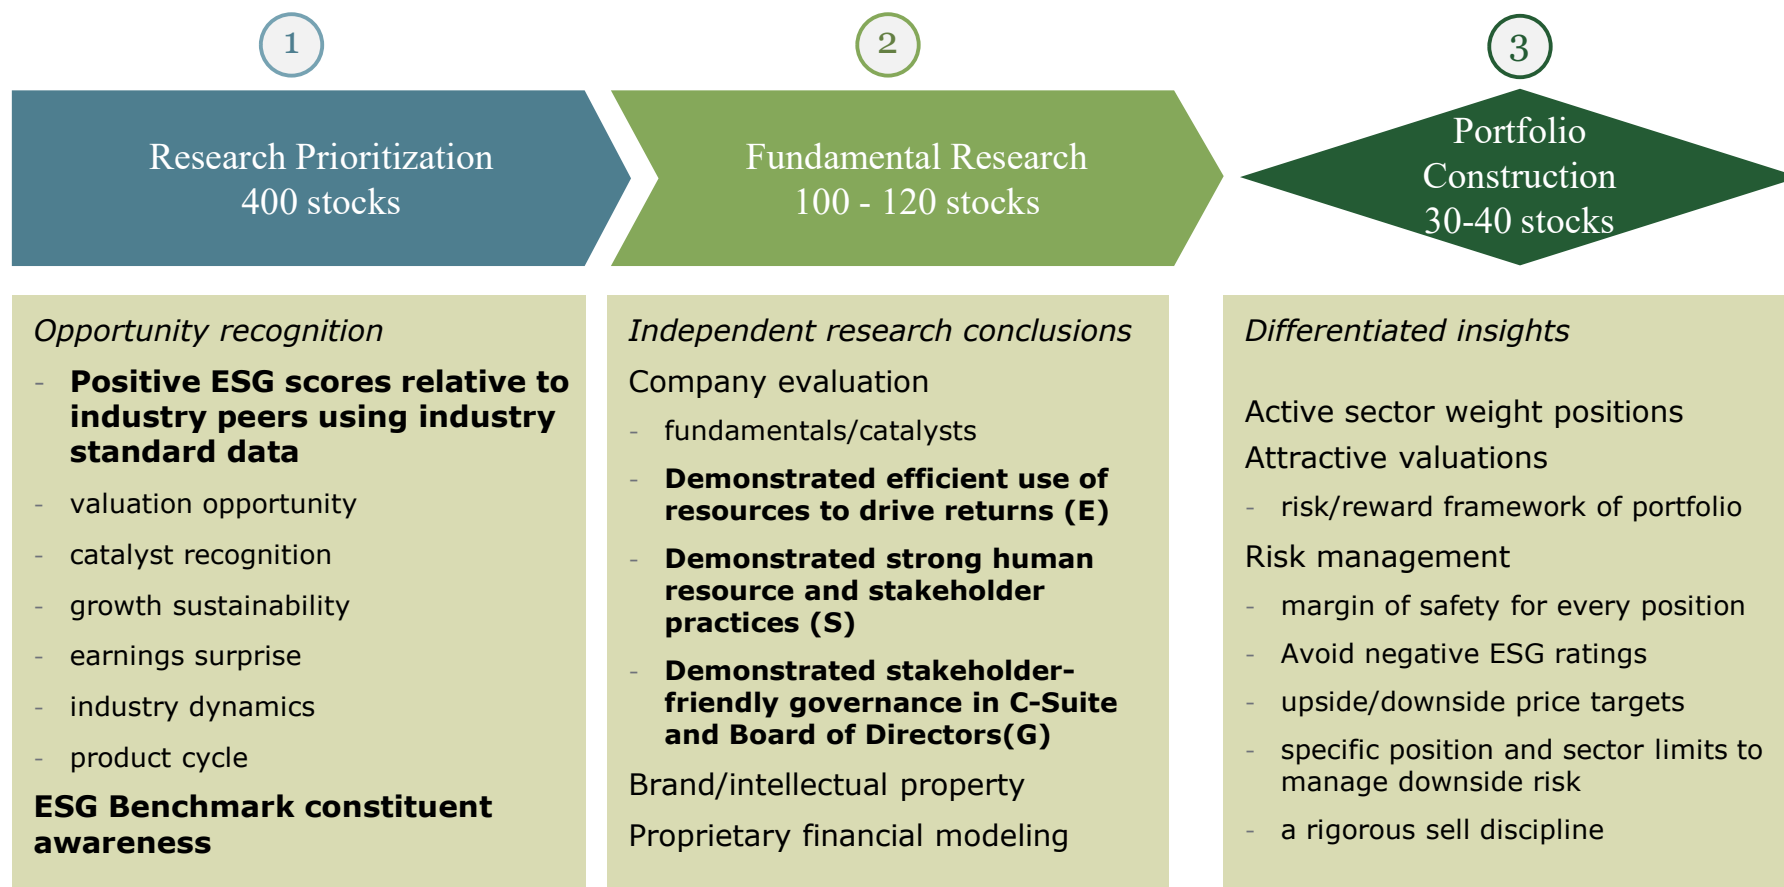 1
Research Prioritization
400 stocks
2
Fundamental Research
100 - 120 stocks
3
Portfolio
Construction
30-40 stocks
Opportunity recognition
- Positive ESG scores relative to
industry peers using industry
standard data
- valuation opportunity
- catalyst recognition
- growth sustainability
- earnings surprise
- industry dynamics
- product cycle
ESG Benchmark constituent
awareness
Independent research conclusions
Company evaluation
- fundamentals/catalysts
- Demonstrated efficient use of
resources to drive returns (E)
- Demonstrated strong human
resource and stakeholder
practices (S)
- Demonstrated stakeholder-
friendly governance in C-Suite
and Board of Directors(G)
Brand/intellectual property
Proprietary financial modeling
Differentiated insights
Active sector weight positions
Attractive valuations
- risk/reward framework of portfolio
Risk management
- margin of safety for every position
- Avoid negative ESG ratings
- upside/downside price targets
- specific position and sector limits to
manage downside risk
- a rigorous sell discipline